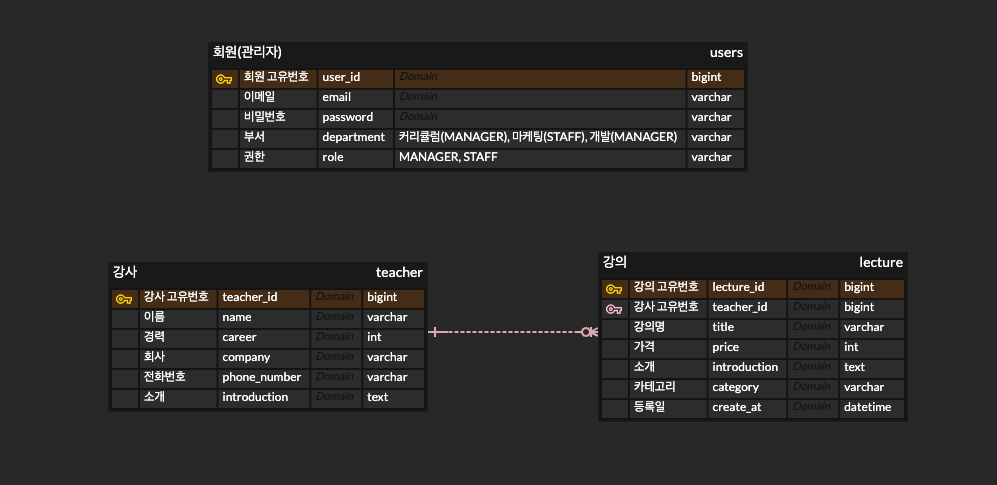 회원(관리자) users
회원 고유번호 user_id Domain bigint
이메일 email Domain varchar
비밀번호 password Domain varchar
부서 department 커리큘럼(MANAGER), 마케팅(STAFF), 개발(MANAGER) varchar
권한 role MANAGER, STAFF varchar
강사 teacher
강사 고유번호 teacher_id Domain bigint
이름 name Domain varchar
경력 career Domain int
회사 company Domain varchar
전화번호 phone_number Domain varchar
소개 introduction Domain text
강의 lecture
강의 고유번호 lecture_id Domain bigint
강사 고유번호 teacher_id Domain bigint
강의명 title Domain varchar
가격 price Domain int
소개 introduction Domain text
카테고리 category Domain varchar
등록일 create_at Domain datetime